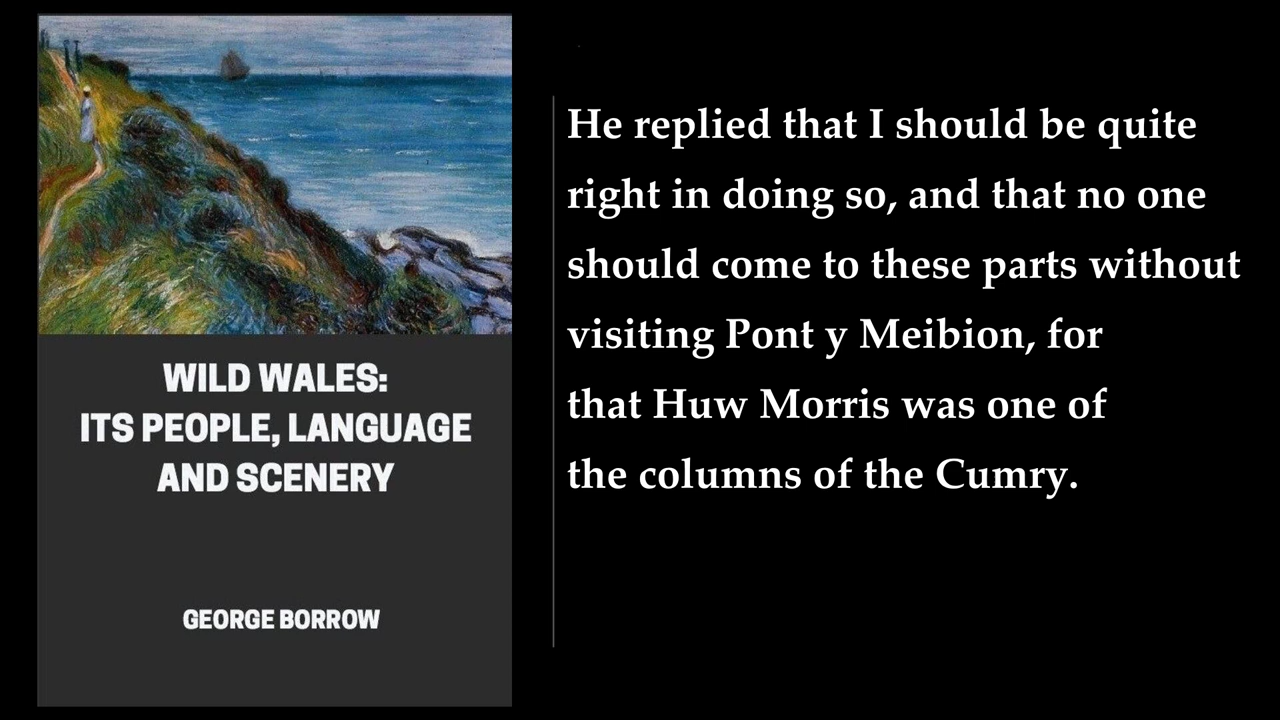 WILD WALES:
ITS PEOPLE, LANGUAGE
AND SCENERY
GEORGE BORROW
He replied that I should be quite
right in doing so, and that no one
should come to these parts without
visiting Pont y Meibion, for
that Huw Morris was one of
the columns of the Cumry.